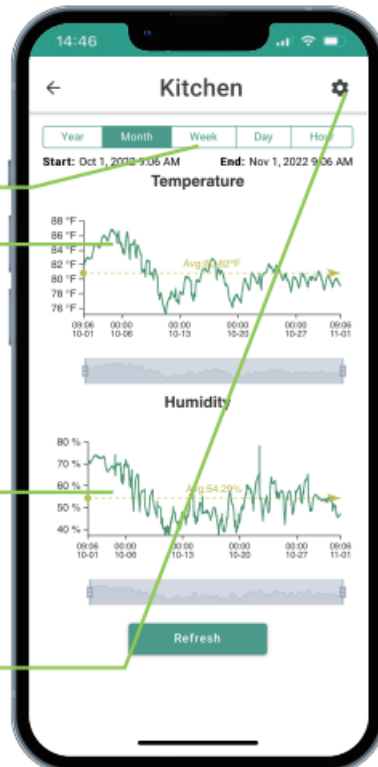 14:46
Kitchen
Year Month Week Day Hour
Start: Oct 1, 2022 9:06 AM End: Nov 1, 2022 9:06 AM
Temperature
88 °F
86 °F
84 °F
82 °F
80 °F
78 °F
76 °F
Avg:80.82°F
09:06 00:00 00:00 00:00 00:00 09:06
10-01 10-06 10-13 10-20 10-27 11-01
Humidity
80 %
70 %
60 %
50 %
40 %
Avg:54.29%
09:06 00:00 00:00 00:00 00:00 09:06
10-01 10-06 10-13 10-20 10-27 11-01
Refresh